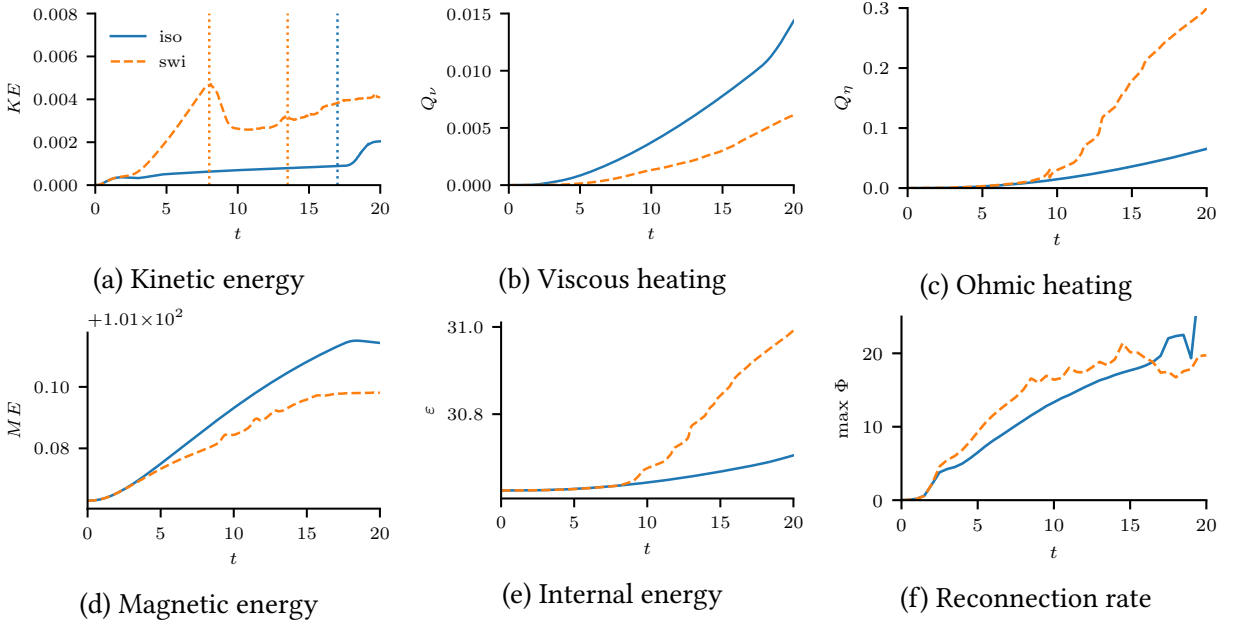 0.008
0.006
0.004
0.002
0.000
KE
iso
swi
0 5 10 15 20
t
(a) Kinetic energy
0.015
0.010
0.005
0.000
Qν
0 5 10 15 20
t
(b) Viscous heating
0.3
0.2
0.1
0.0
Qη
0 5 10 15 20
t
(c) Ohmic heating
+1.01×10²
0.10
0.08
ME
0 5 10 15 20
t
(d) Magnetic energy
31.0
30.8
ε
0 5 10 15 20
t
(e) Internal energy
20
10
0
max Φ
0 5 10 15 20
t
(f) Reconnection rate